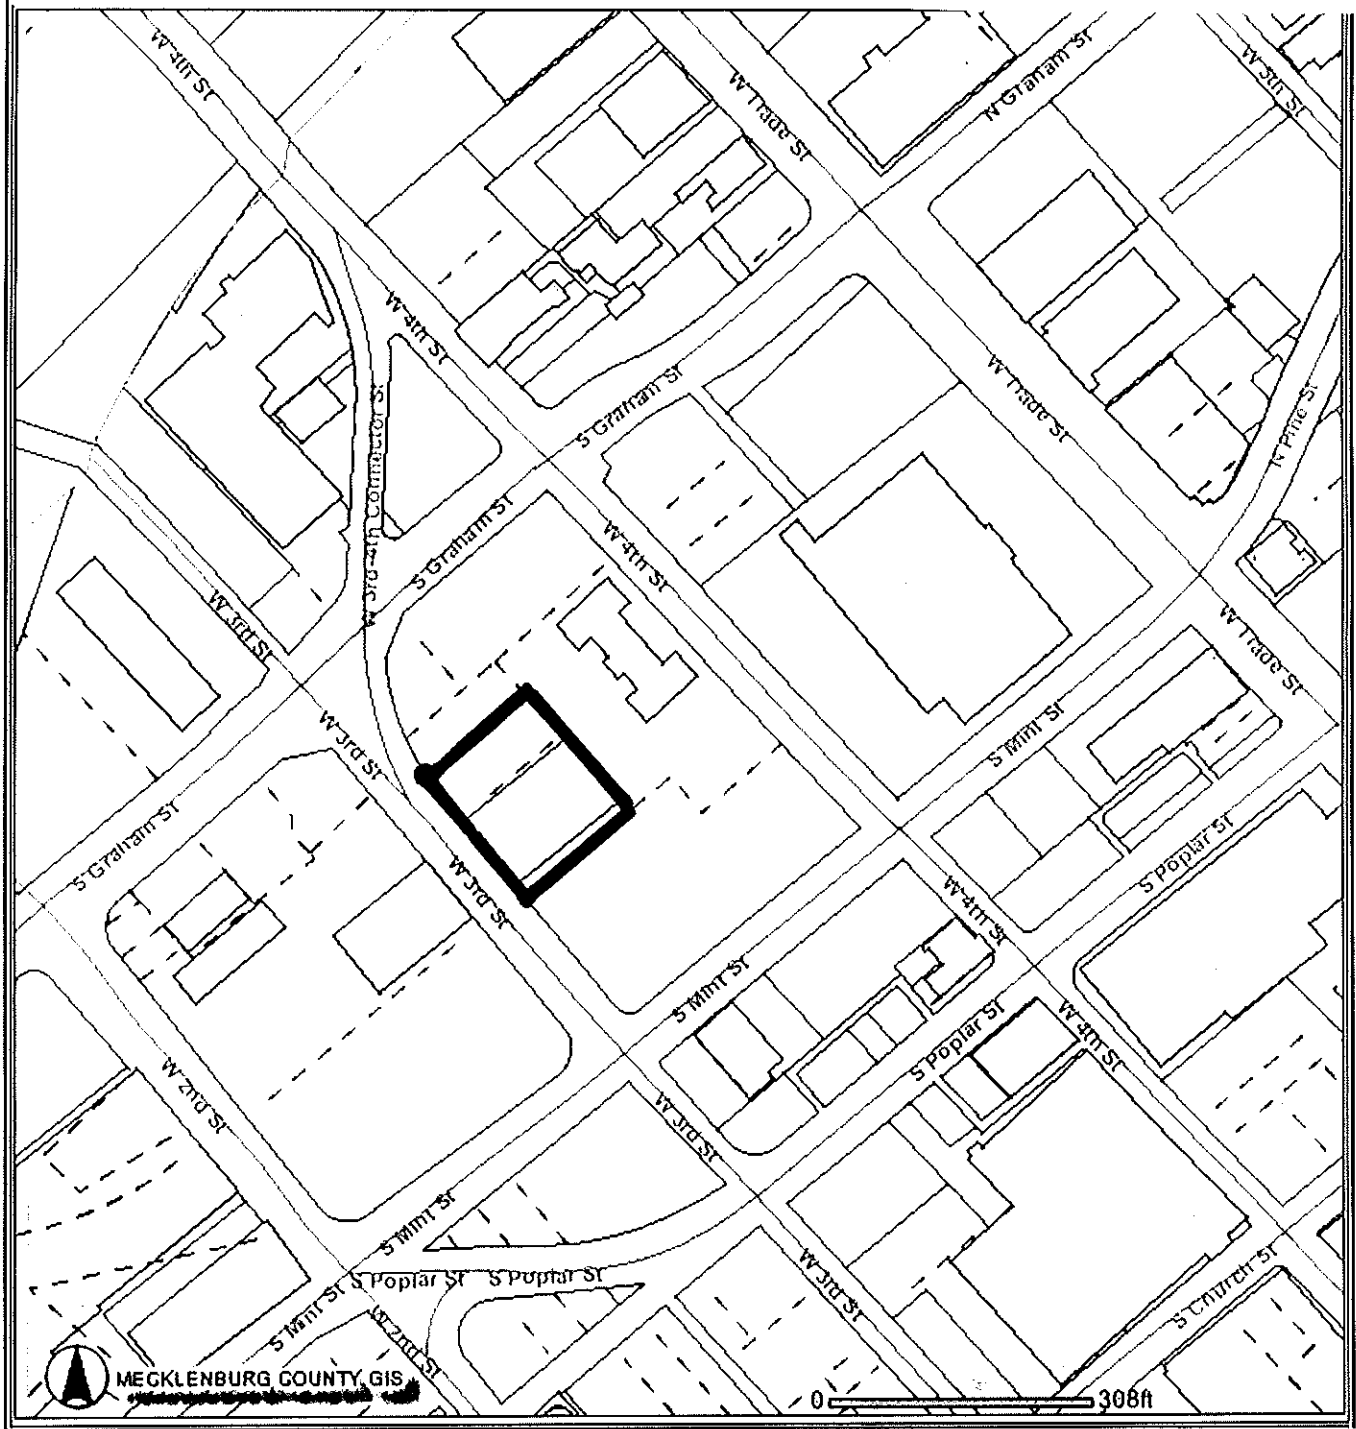 W 4th St
W Trade St
N Graham St
W 5th St
W 4th St
S Graham St
W Trade St
N Pine St
W 3rd-4th Connector St
S Graham St
W 4th St
W 3rd St
W Trade St
W 3rd St
S Mint St
S Graham St
W 3rd St
S Poplar St
W 4th St
S Mint St
S Poplar St
W 4th St
W 2nd St
W 3rd St
S Mint St
S Poplar St
S Poplar St
W 3rd St
S Church St
S Mint St
W 2nd St
MECKLENBURG COUNTY, GIS
0
308ft